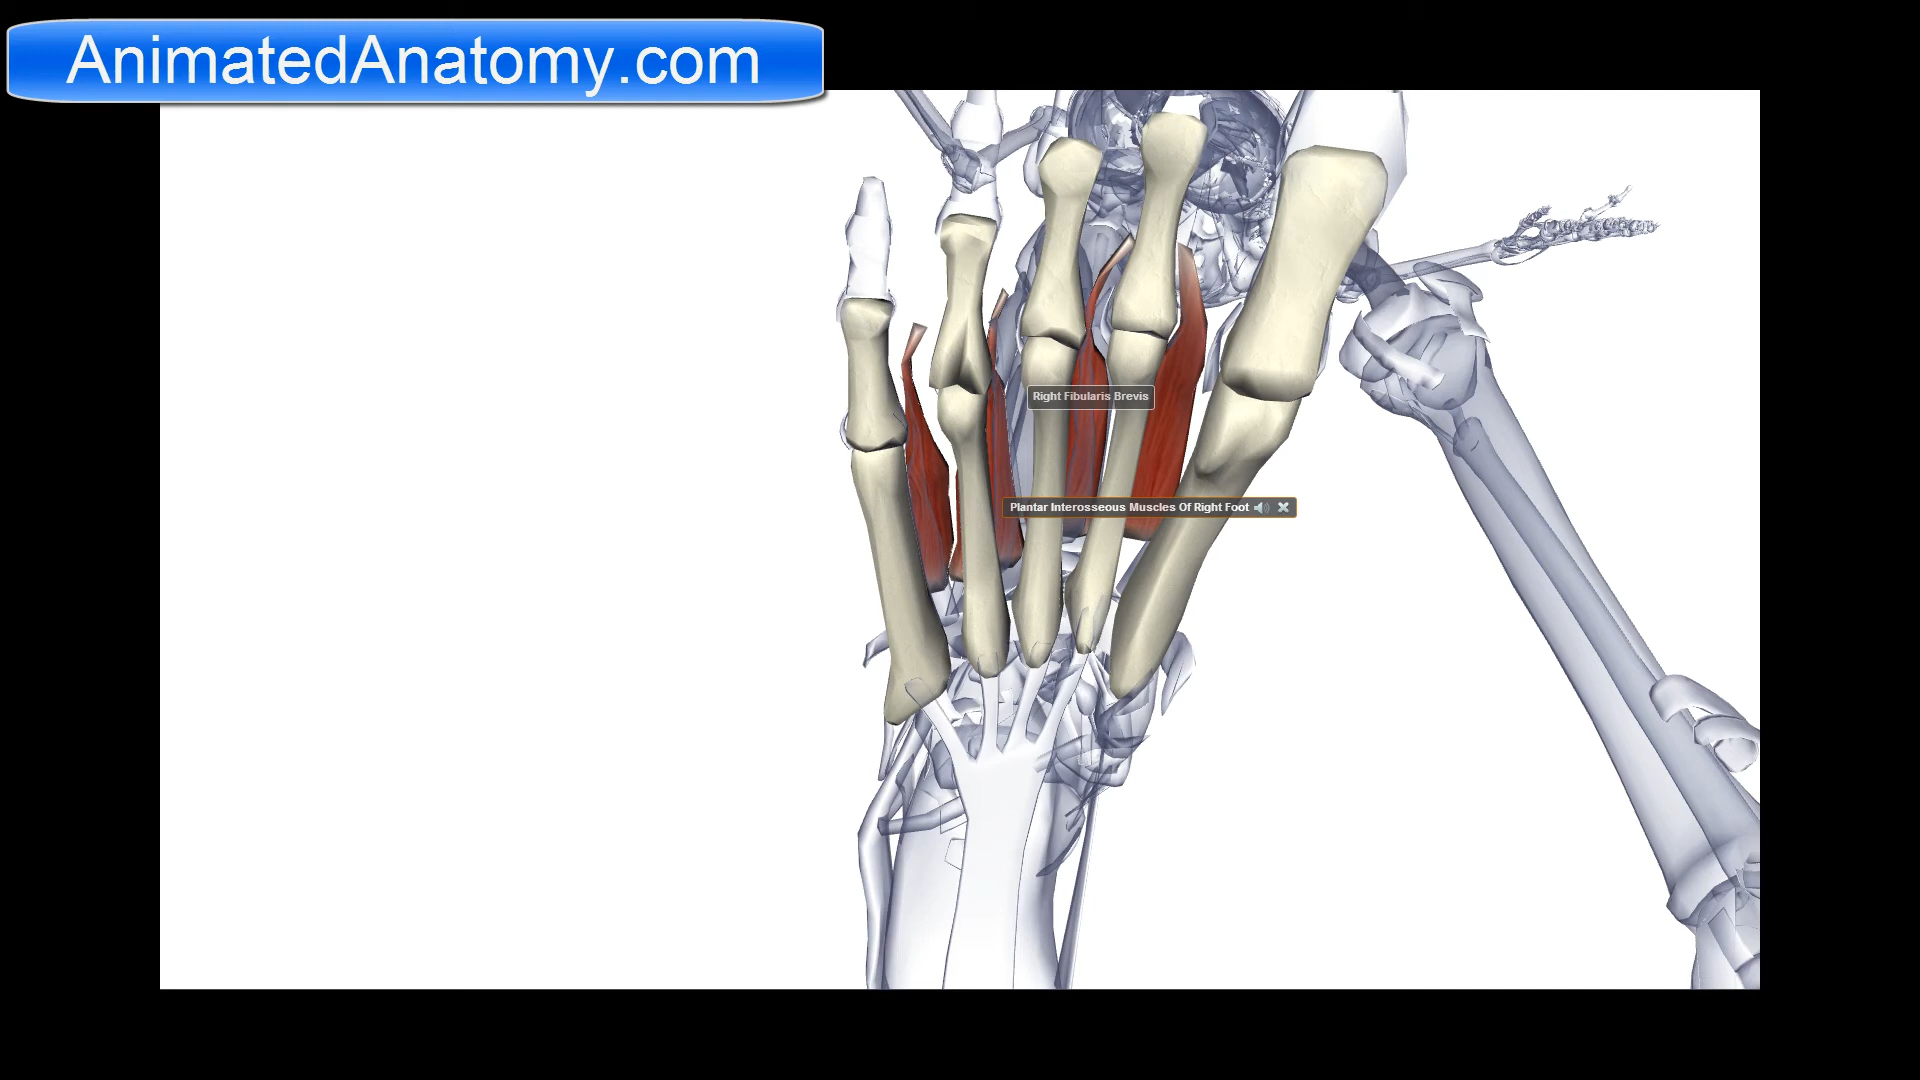 AnimatedAnatomy.com
Right Fibularis Brevis
Plantar Interosseous Muscles Of Right Foot